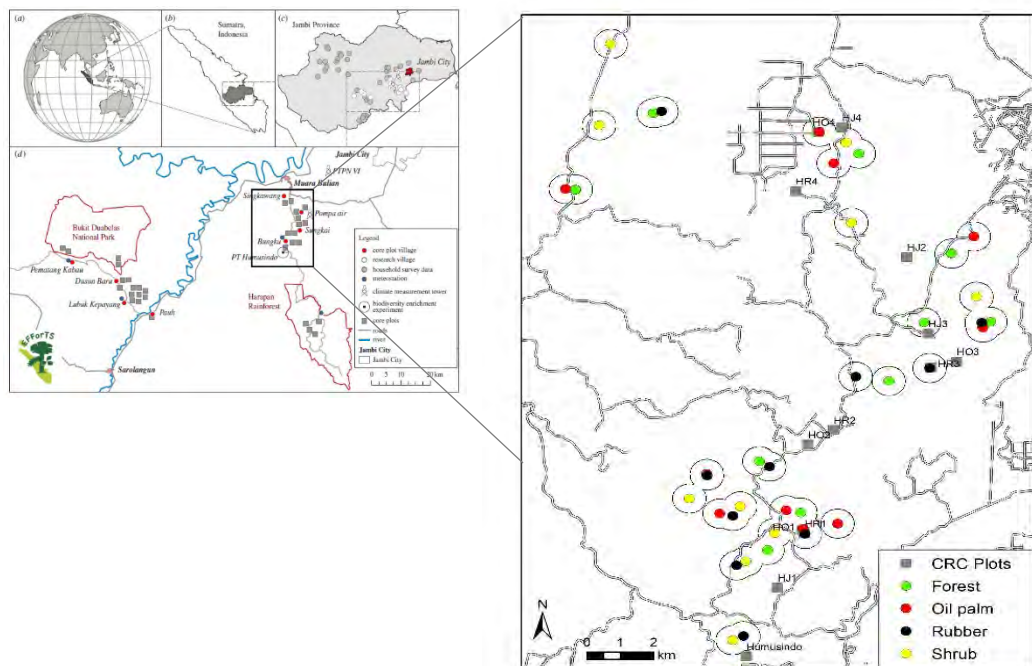 (a)
(b)
Sumatra,
Indonesia
(c)
Jambi Province
Jambi City
(d)
Jambi City
PTPN VI
Muara Bulian
Singkawang
Pompa air
Sungkai
Bungku
PT Humusindo
Bukit Duabelas
National Park
Pematang Kabau
Dusun Baru
Lubuk Kepayang
Pauh
Sarolangun
Harapan
Rainforest
EFForTS
Legend
core plot village
research village
household survey data
meteostation
climate measurement tower
biodiversity enrichment
experiment
core plots
roads
river
Jambi City
Jambi City
0 5 10 20 km
HO4
HJ4
HR4
HJ2
HJ3
HO3
HR3
HR2
HO2
HO1
HR1
HJ1
Humusindo
N
0 1 2
km
CRC Plots
Forest
Oil palm
Rubber
Shrub